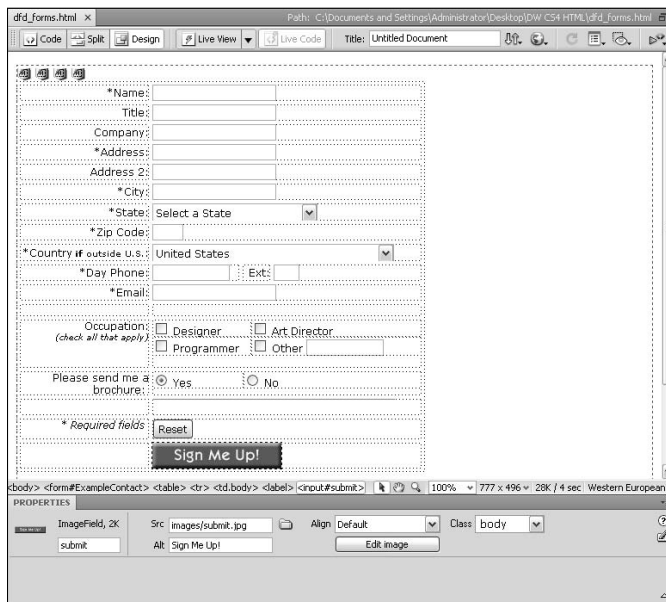 dfd_forms.html × Path: C:\Documents and Settings\Administrator\Desktop\DW CS4 HTML\dfd_forms.html
Code Split Design Live View Live Code Title: Untitled Document
*Name:
Title:
Company:
*Address:
Address 2:
*City:
*State: Select a State
*Zip Code:
*Country if outside U.S.: United States
*Day Phone: Ext:
*Email:
Occupation: Designer Art Director
(check all that apply)
Programmer Other
Please send me a brochure: Yes No
* Required fields Reset
Sign Me Up!
<body> <form#ExampleContact> <table> <tr> <td.body> <label> <input#submit> 100% 777 x 496 28K / 4 sec Western European
PROPERTIES
ImageField, 2K Src images/submit.jpg Align Default Class body
submit Alt Sign Me Up! Edit image